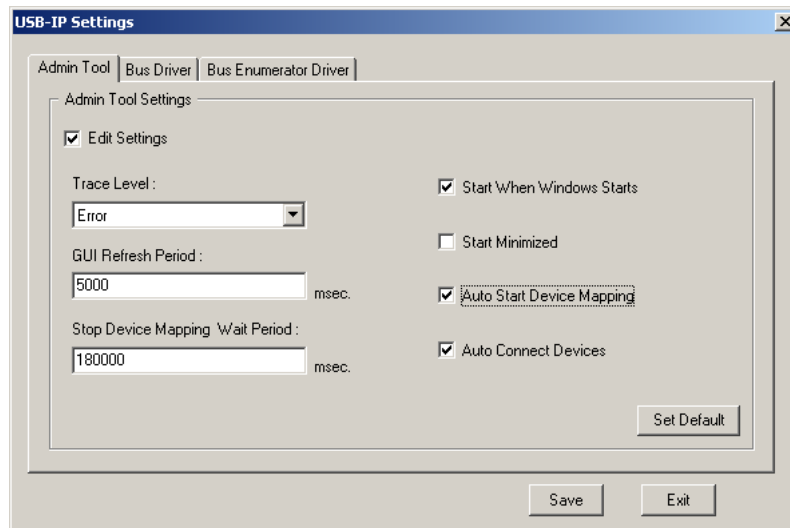 USB-IP Settings
Admin Tool
Bus Driver
Bus Enumerator Driver
Admin Tool Settings
Edit Settings
Trace Level :
Error
GUI Refresh Period :
5000
msec.
Stop Device Mapping Wait Period :
180000
msec.
Start When Windows Starts
Start Minimized
Auto Start Device Mapping
Auto Connect Devices
Set Default
Save
Exit